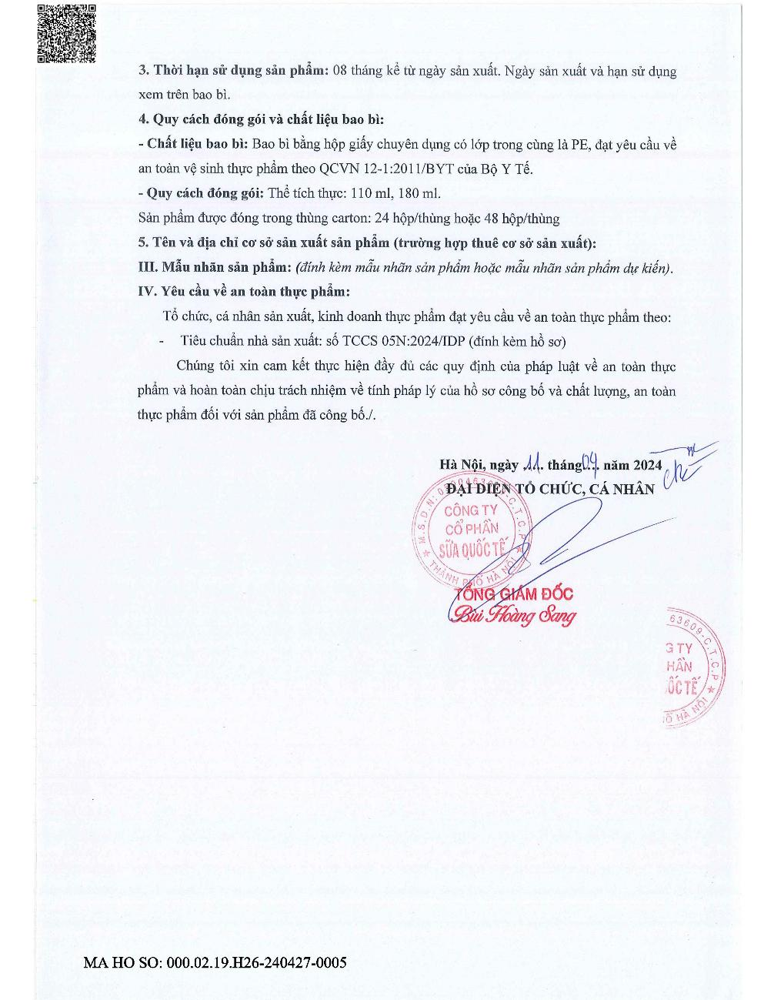 3. Thời hạn sử dụng sản phẩm: 08 tháng kể từ ngày sản xuất. Ngày sản xuất và hạn sử dụng
xem trên bao bì.
4. Quy cách đóng gói và chất liệu bao bì:
- Chất liệu bao bì: Bao bì bằng hộp giấy chuyên dụng có lớp trong cùng là PE, đạt yêu cầu về
an toàn vệ sinh thực phẩm theo QCVN 12-1:2011/BYT của Bộ Y Tế.
- Quy cách đóng gói: Thể tích thực: 110 ml, 180 ml.
Sản phẩm được đóng trong thùng carton: 24 hộp/thùng hoặc 48 hộp/thùng
5. Tên và địa chỉ cơ sở sản xuất sản phẩm (trường hợp thuê cơ sở sản xuất):
III. Mẫu nhãn sản phẩm: (đính kèm mẫu nhãn sản phẩm hoặc mẫu nhãn sản phẩm dự kiến).
IV. Yêu cầu về an toàn thực phẩm:
Tổ chức, cá nhân sản xuất, kinh doanh thực phẩm đạt yêu cầu về an toàn thực phẩm theo:
- Tiêu chuẩn nhà sản xuất: số TCCS 05N:2024/IDP (đính kèm hồ sơ)
Chúng tôi xin cam kết thực hiện đầy đủ các quy định của pháp luật về an toàn thực
phẩm và hoàn toàn chịu trách nhiệm về tính pháp lý của hồ sơ công bố và chất lượng, an toàn
thực phẩm đối với sản phẩm đã công bố./.
Hà Nội, ngày 11 tháng 04 năm 2024
ĐẠI DIỆN TỔ CHỨC, CÁ NHÂN
CÔNG TY
CỔ PHẦN
SỮA QUỐC TẾ
THÀNH PHỐ HÀ NỘI
TỔNG GIÁM ĐỐC
Bùi Hoàng Sang
63609-C.T.C.P
G TY
HẦN
ỐC TẾ
Ố HÀ NỘI
MA HO SO: 000.02.19.H26-240427-0005